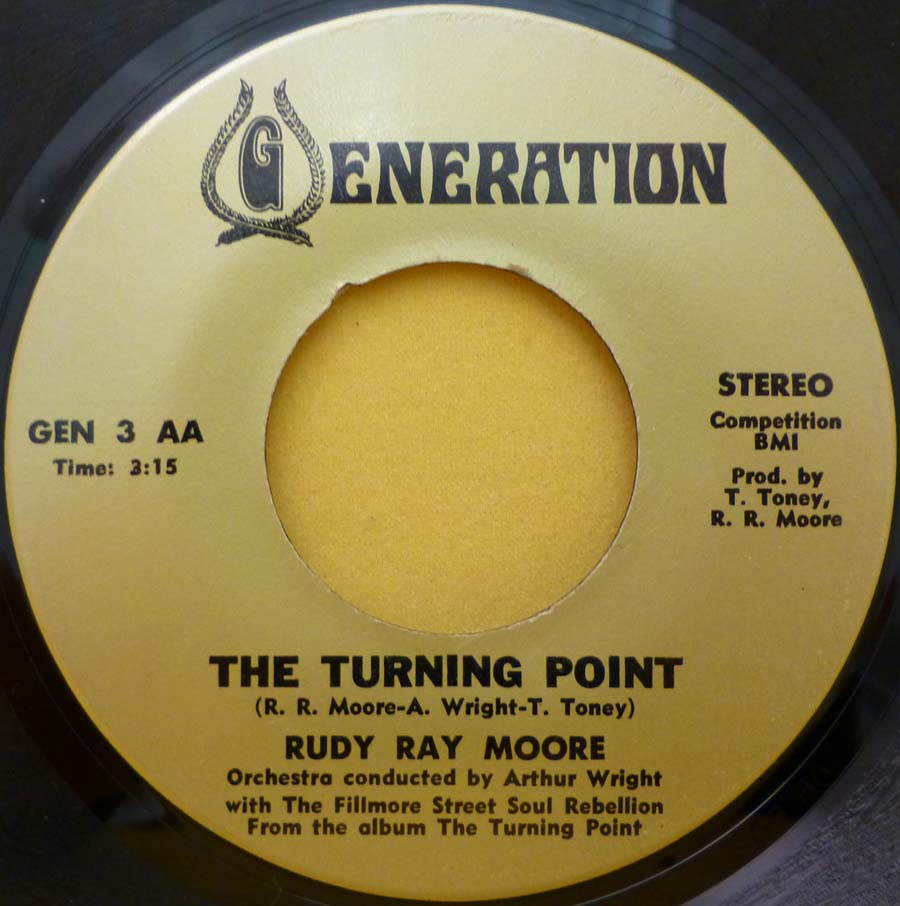 GENERATION
GEN 3 AA
Time: 3:15
STEREO
Competition
BMI
Prod. by
T. Toney,
R. R. Moore
THE TURNING POINT
(R. R. Moore-A. Wright-T. Toney)
RUDY RAY MOORE
Orchestra conducted by Arthur Wright
with The Fillmore Street Soul Rebellion
From the album The Turning Point